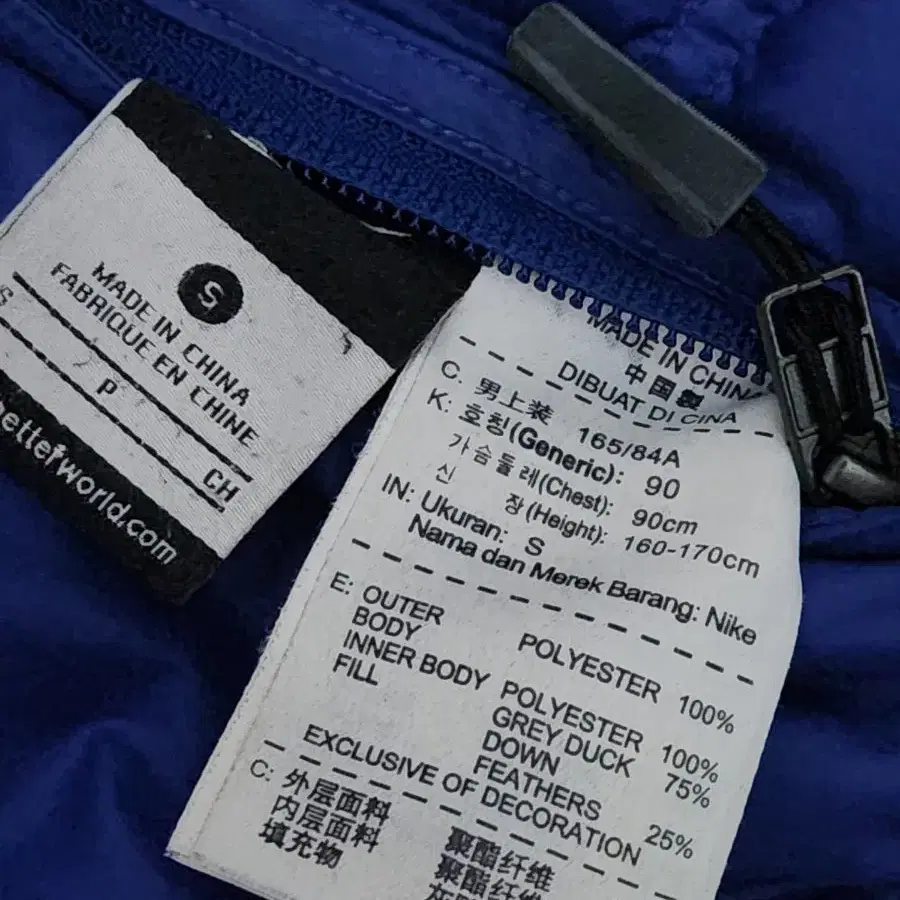 S
MADE IN CHINA
FABRIQUE EN CHINE
S
P
CH
nettefworld.com
MADE IN CHINA
中国製
DIBUAT DI CINA
C. 男上装 165/84A
K: 호칭(Generic): 90
가슴둘레(Chest): 90cm
신 장(Height): 160-170cm
IN: Ukuran: S
Nama dan Merek Barang: Nike
E: OUTER
BODY POLYESTER 100%
INNER BODY POLYESTER 100%
FILL GREY DUCK 75%
DOWN
FEATHERS 25%
EXCLUSIVE OF DECORATION
C: 外层面料 聚酯纤维
内层面料 聚酯纤维
填充物